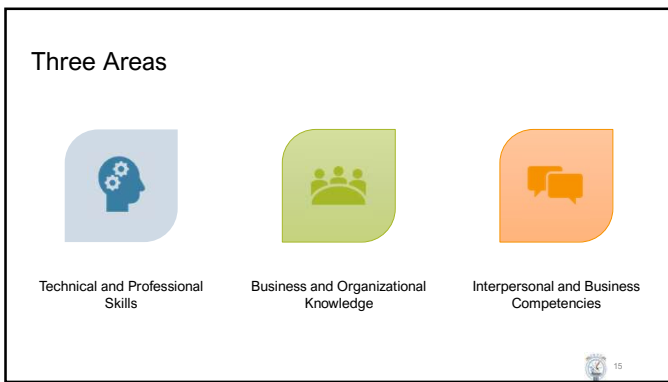 Three Areas
Technical and Professional
Skills
Business and Organizational
Knowledge
Interpersonal and Business
Competencies
15